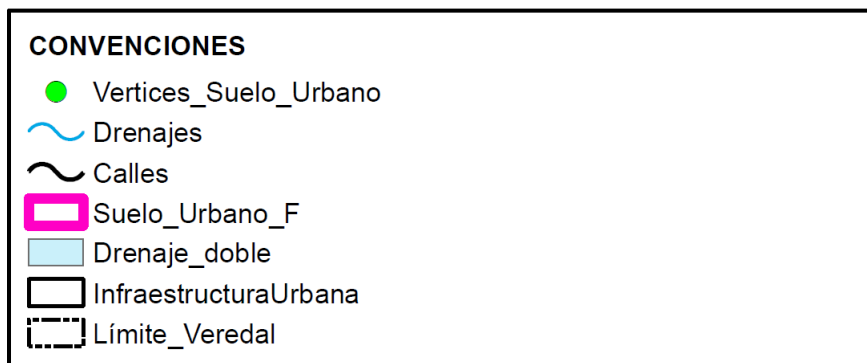 CONVENCIONES
Vertices_Suelo_Urbano
Drenajes
Calles
Suelo_Urbano_F
Drenaje_doble
InfraestructuraUrbana
Límite_Veredal